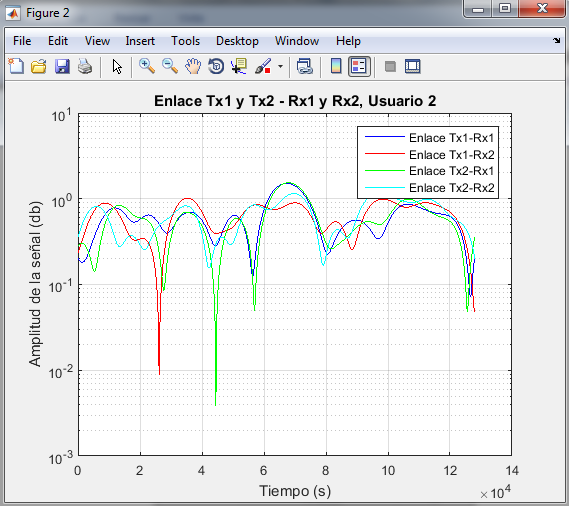 Figure 2
File Edit View Insert Tools Desktop Window Help
Enlace Tx1 y Tx2 - Rx1 y Rx2, Usuario 2
Enlace Tx1-Rx1
Enlace Tx1-Rx2
Enlace Tx2-Rx1
Enlace Tx2-Rx2
Amplitud de la señal (db)
10^1
10^0
10^-1
10^-2
10^-3
0 2 4 6 8 10 12 14
×10^4
Tiempo (s)